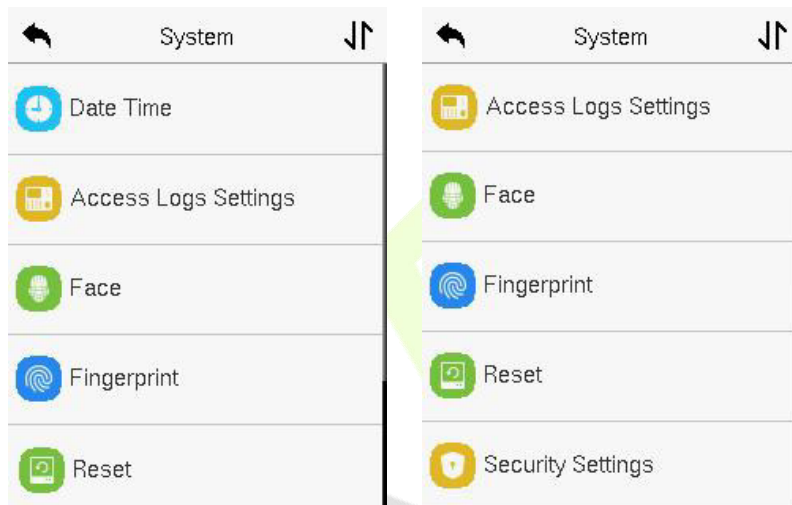 System
Date Time
Access Logs Settings
Face
Fingerprint
Reset
System
Access Logs Settings
Face
Fingerprint
Reset
Security Settings